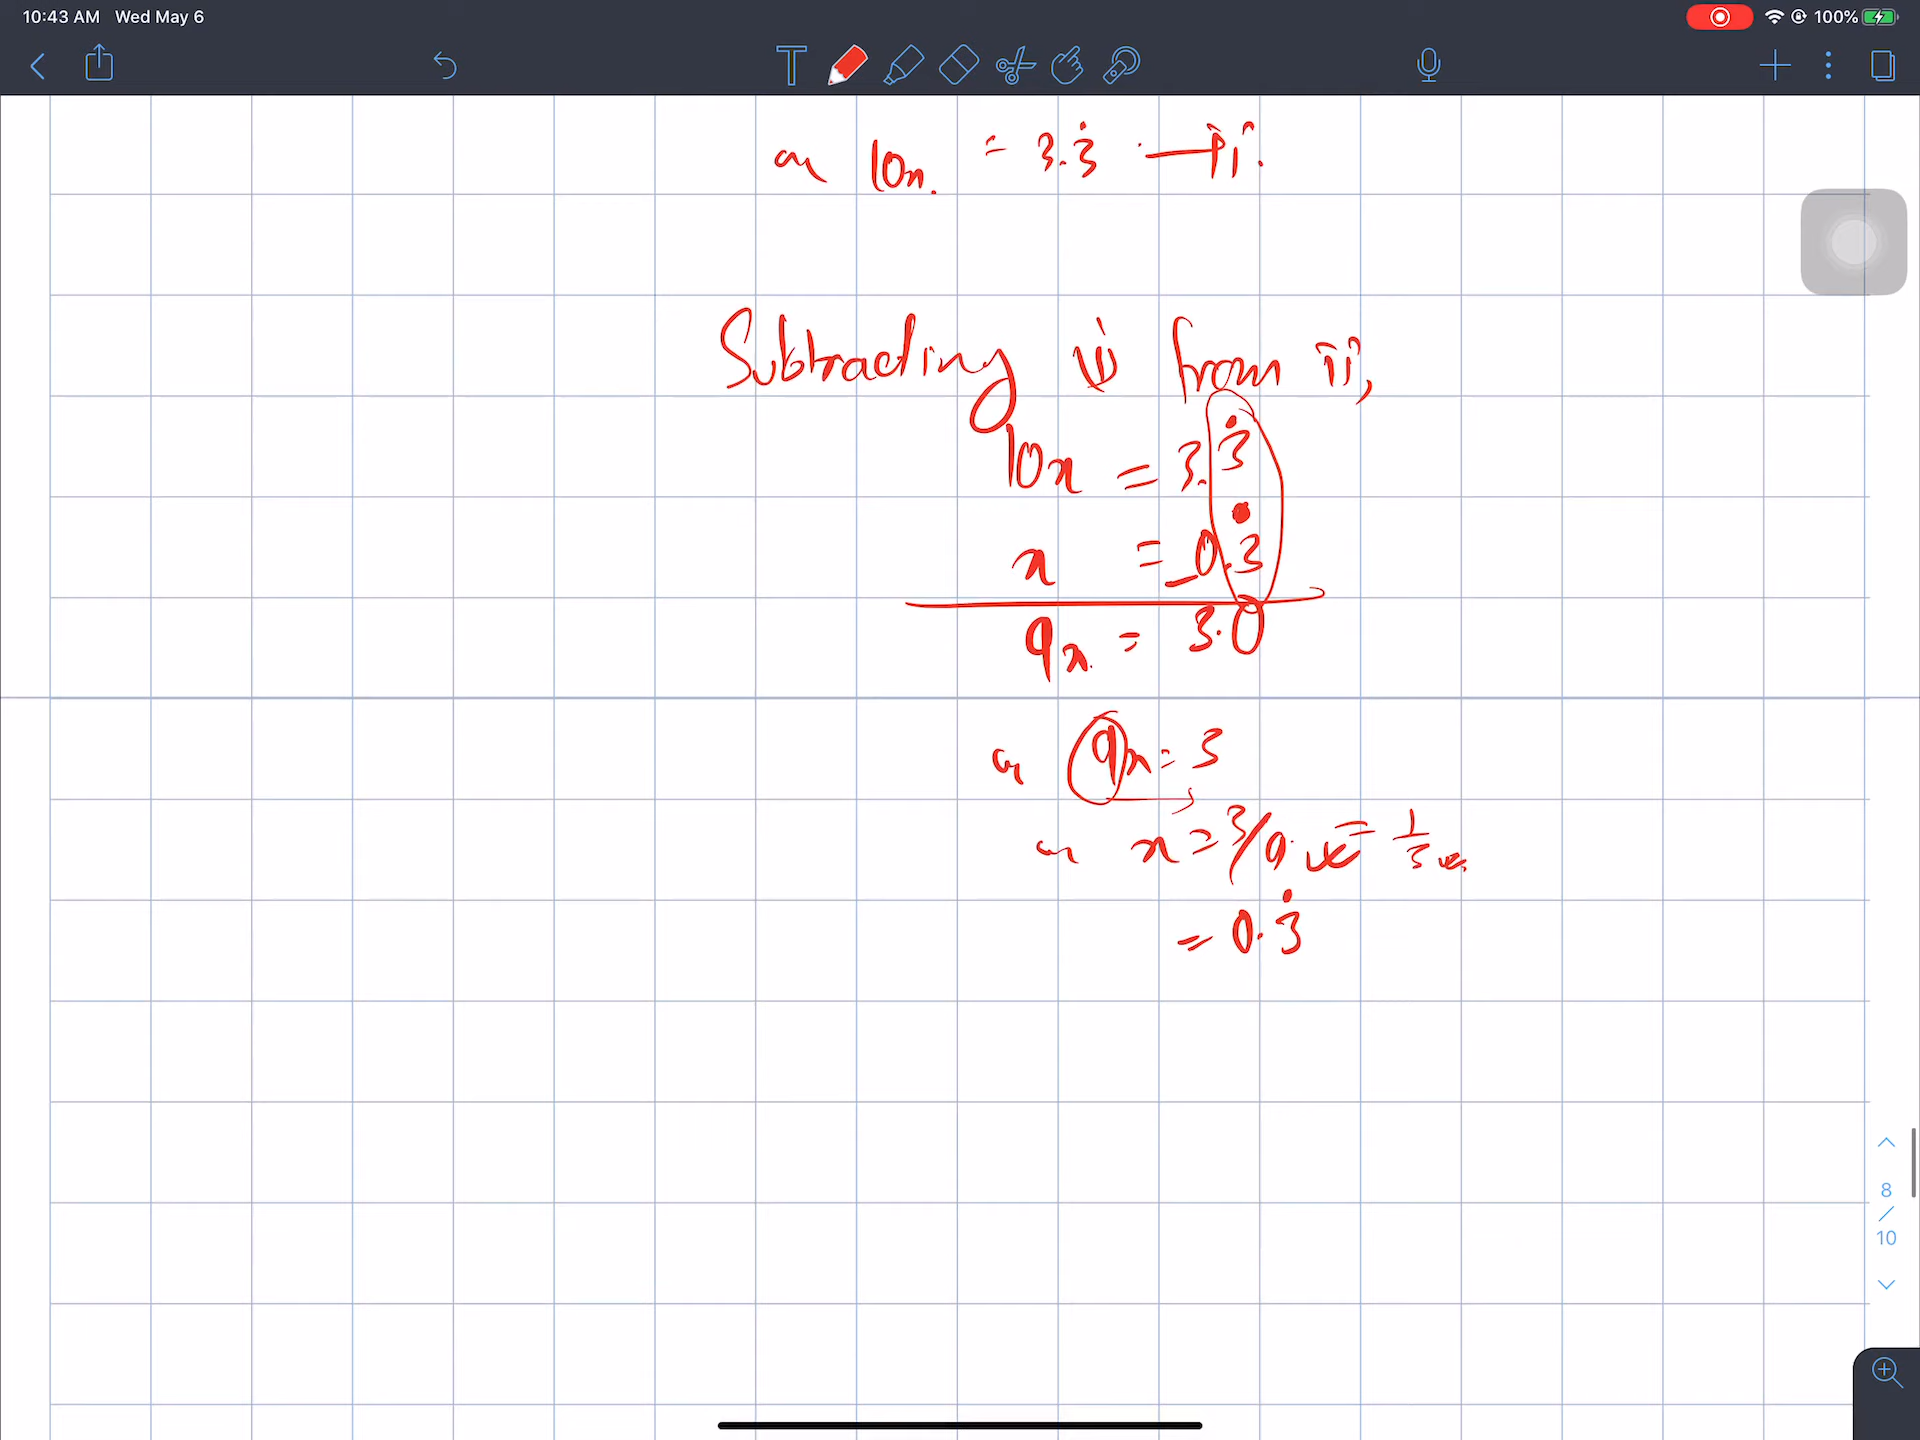 10:43 AM Wed May 6
100%
or 10x. = 3.3̇ — ii.
Subtracting (i) from ii,
10x = 3.3̇
x = -0.3̇
9x. = 3.0
or 9x = 3
or x = 3/9 = 1/3
= 0.3̇
8
/
10